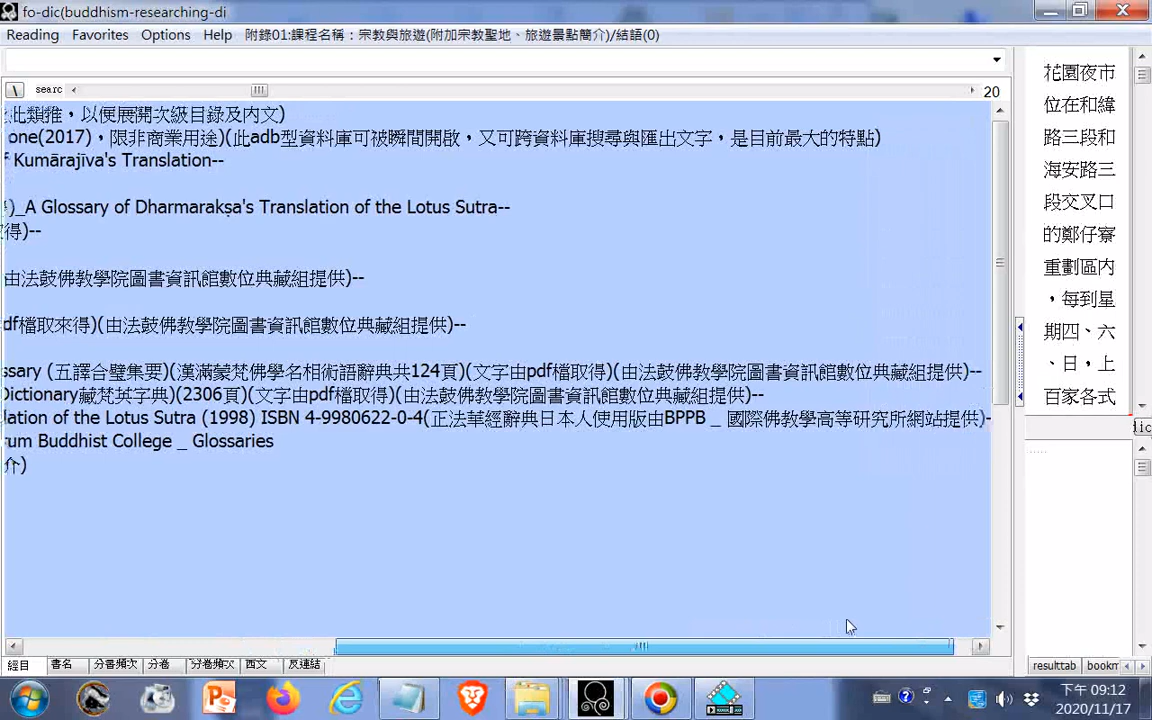 fo-dic(buddhism-researching-di
Reading Favorites Options Help 附錄01:課程名稱：宗教與旅遊(附加宗教聖地、旅遊景點簡介)/結語(0)
searc
20
此類推，以便展開次級目錄及內文)
one(2017)，限非商業用途)(此adb型資料庫可被瞬間開啟，又可跨資料庫搜尋與匯出文字，是目前最大的特點)
f Kumārajīva's Translation--
)_A Glossary of Dharmarakṣa's Translation of the Lotus Sutra--
得)--
由法鼓佛教學院圖書資訊館數位典藏組提供)--
df檔取來得)(由法鼓佛教學院圖書資訊館數位典藏組提供)--
ssary (五譯合璧集要)(漢滿蒙梵佛學名相術語辭典共124頁)(文字由pdf檔取得)(由法鼓佛教學院圖書資訊館數位典藏組提供)--
Dictionary藏梵英字典)(2306頁)(文字由pdf檔取得)(由法鼓佛教學院圖書資訊館數位典藏組提供)--
lation of the Lotus Sutra (1998) ISBN 4-9980622-0-4(正法華經辭典日本人使用版由BPPB _ 國際佛教學高等研究所網站提供)-
rum Buddhist College _ Glossaries
介)
花園夜市
位在和緯
路三段和
海安路三
段交叉口
的鄭仔寮
重劃區內
，每到星
期四、六
、日，上
百家各式
lic
經目 書名 分書頻次 分卷 分卷頻次 西文 反連結
resulttab bookm
下午 09:12
2020/11/17